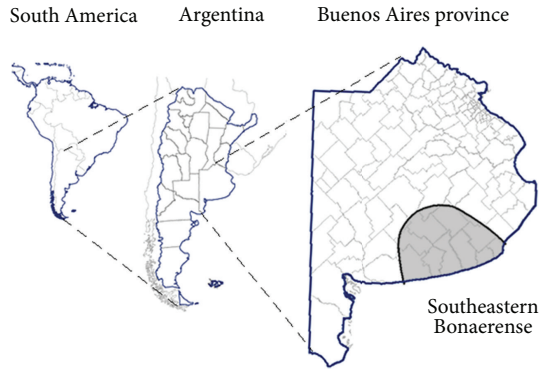 South America
Argentina
Buenos Aires province
Southeastern
Bonaerense